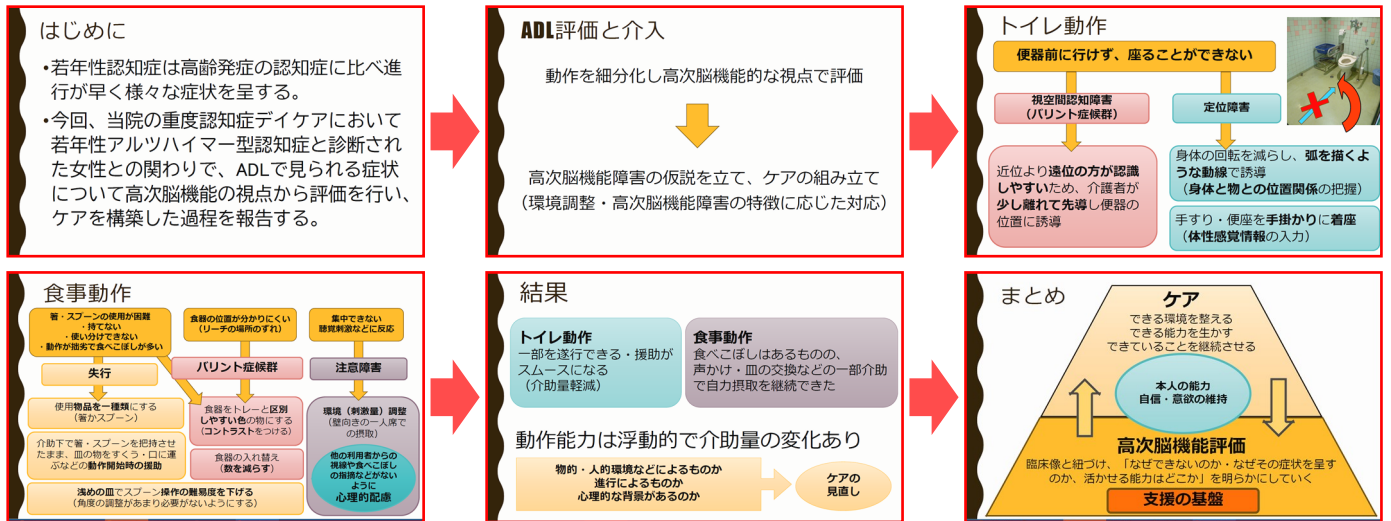 はじめに
•若年性認知症は高齢発症の認知症に比べ進
行が早く様々な症状を呈する。
•今回、当院の重度認知症デイケアにおいて
若年性アルツハイマー型認知症と診断され
た女性との関わりで、ADLで見られる症状
について高次脳機能の視点から評価を行い、
ケアを構築した過程を報告する。
ADL評価と介入
動作を細分化し高次脳機能的な視点で評価
高次脳機能障害の仮説を立て、ケアの組み立て
（環境調整・高次脳機能障害の特徴に応じた対応）
トイレ動作
便器前に行けず、座ることができない
視空間認知障害
（バリント症候群）
近位より遠位の方が認識
しやすいため、介護者が
少し離れて先導し便器の
位置に誘導
定位障害
身体の回転を減らし、弧を描くよ
うな動線で誘導
（身体と物との位置関係の把握）
手すり・便座を手掛かりに着座
（体性感覚情報の入力）
食事動作
箸・スプーンの使用が困難
・持てない
・使い分けできない
・動作が拙劣で食べこぼしが多い
食器の位置が分かりにくい
（リーチの場所のずれ）
集中できない
聴覚刺激などに反応
失行
バリント症候群
注意障害
使用物品を一種類にする
（箸かスプーン）
介助下で箸・スプーンを把持させ
たまま、皿の物をすくう・口に運
ぶなどの動作開始時の援助
浅めの皿でスプーン操作の難易度を下げる
（角度の調整があまり必要がないようにする）
食器をトレーと区別
しやすい色の物にする
（コントラストをつける）
食器の入れ替え
（数を減らす）
環境（刺激量）調整
（壁向きの一人席で
の摂取）
他の利用者からの
視線や食べこぼし
の指摘などがない
ように
心理的配慮
結果
トイレ動作
一部を遂行できる・援助が
スムースになる
（介助量軽減）
食事動作
食べこぼしはあるものの、
声かけ・皿の交換などの一部介助
で自力摂取を継続できた
動作能力は浮動的で介助量の変化あり
物的・人的環境などによるものか
進行によるものか
心理的な背景があるのか
ケアの
見直し
まとめ
ケア
できる環境を整える
できる能力を生かす
できていることを継続させる
本人の能力
自信・意欲の維持
高次脳機能評価
臨床像と紐づけ、「なぜできないのか・なぜその症状を呈す
のか、活かせる能力はどこか」を明らかにしていく
支援の基盤